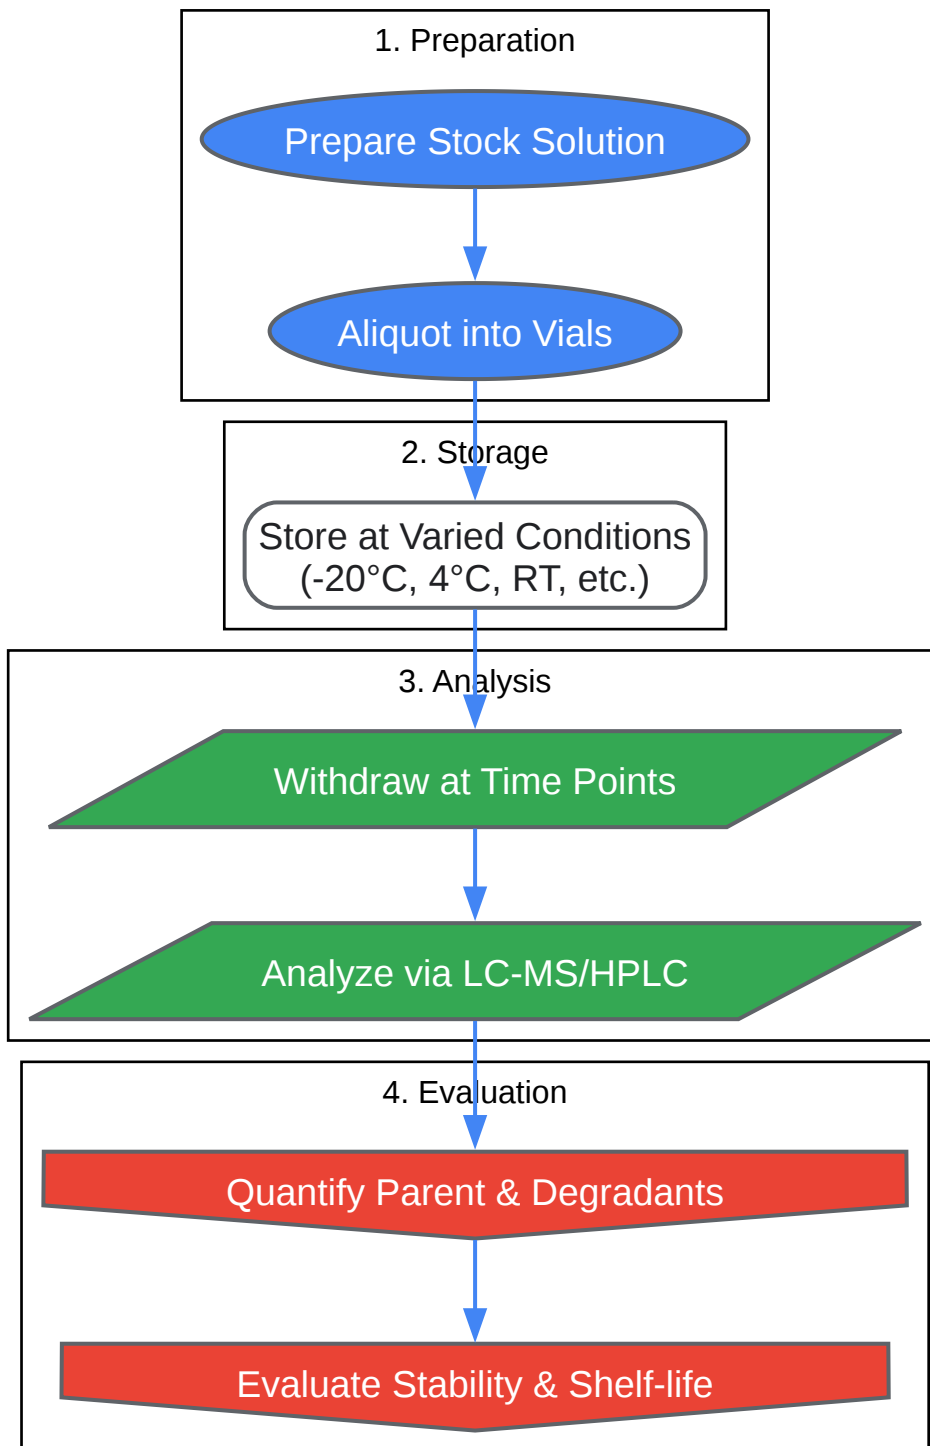 1. Preparation
Prepare Stock Solution
Aliquot into Vials
2. Storage
Store at Varied Conditions
(-20°C, 4°C, RT, etc.)
3. Analysis
Withdraw at Time Points
Analyze via LC-MS/HPLC
4. Evaluation
Quantify Parent & Degradants
Evaluate Stability & Shelf-life